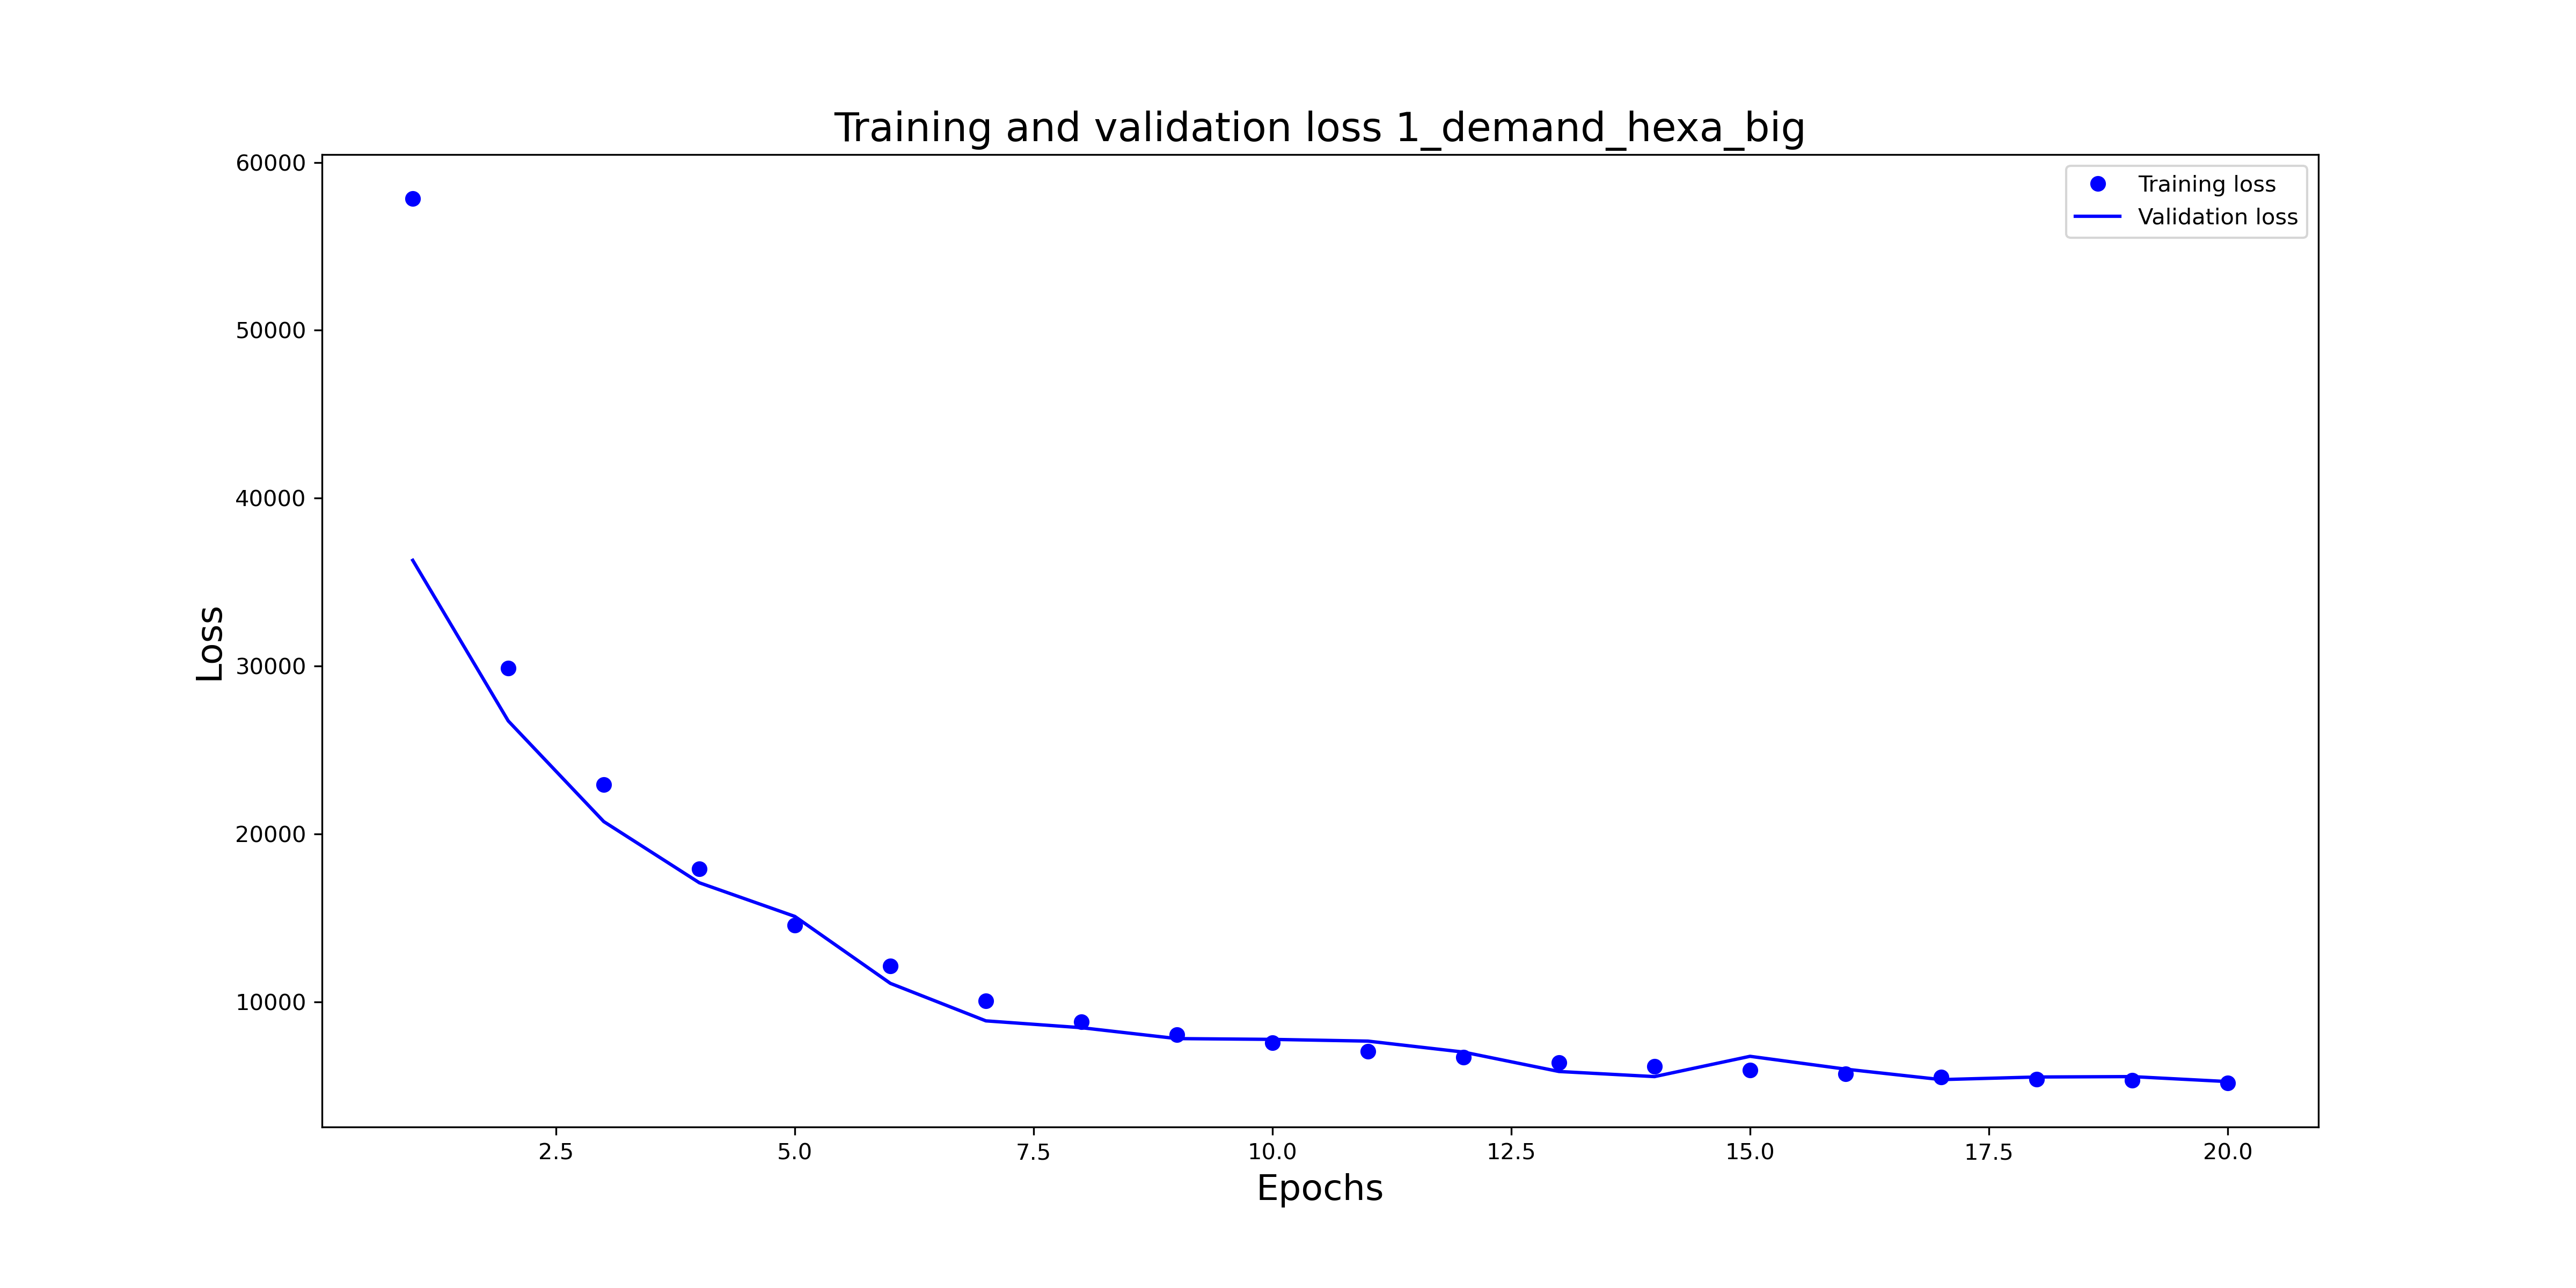 Training and validation loss 1_demand_hexa_big
60000
50000
40000
30000
20000
10000
Loss
Training loss
Validation loss
2.5
5.0
7.5
10.0
12.5
15.0
17.5
20.0
Epochs